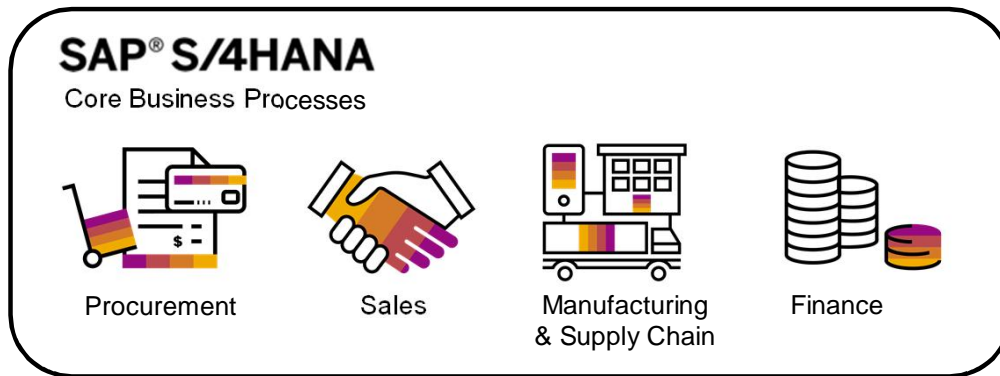 SAP® S/4HANA
Core Business Processes
$
Procurement
Sales
Manufacturing
& Supply Chain
Finance